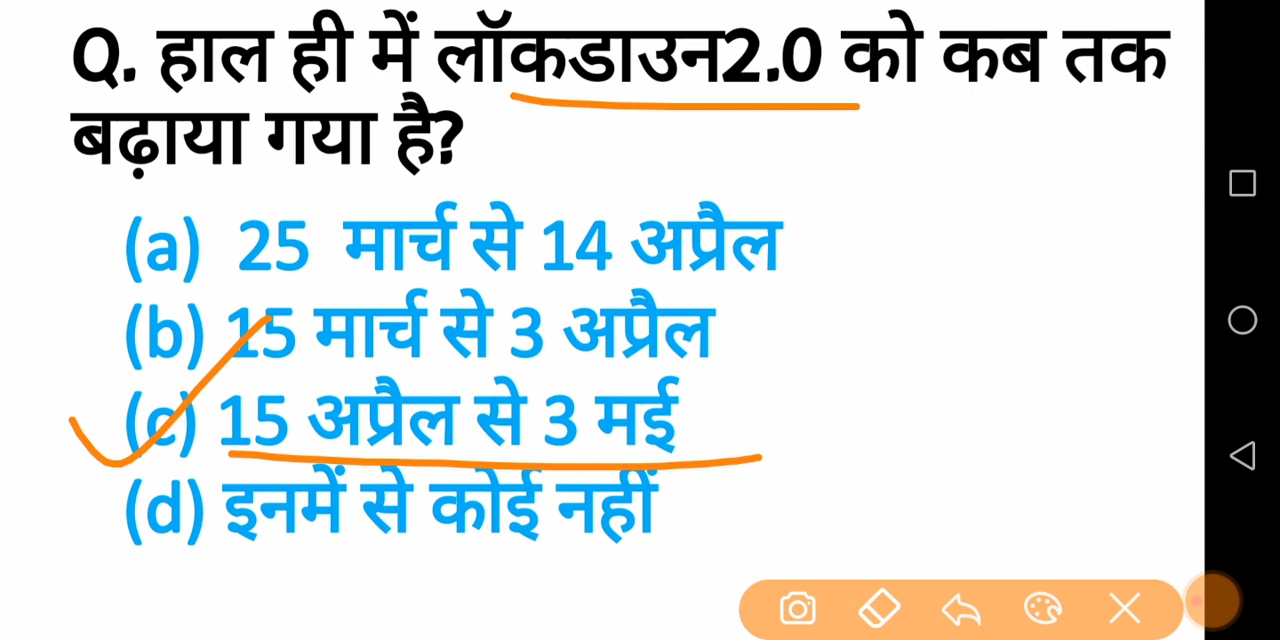 Q. हाल ही में लॉकडाउन2.0 को कब तक
बढ़ाया गया है?
(a) 25 मार्च से 14 अप्रैल
(b) 15 मार्च से 3 अप्रैल
(c) 15 अप्रैल से 3 मई
(d) इनमें से कोई नहीं